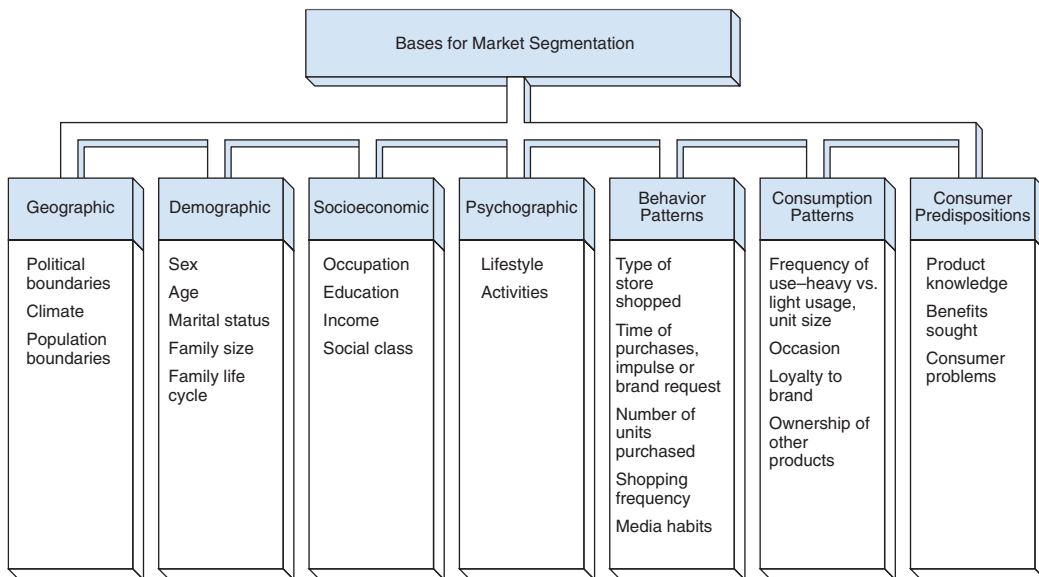 Bases for Market Segmentation
Geographic
Political
boundaries
Climate
Population
boundaries
Demographic
Sex
Age
Marital status
Family size
Family life
cycle
Socioeconomic
Occupation
Education
Income
Social class
Psychographic
Lifestyle
Activities
Behavior
Patterns
Type of
store
shopped
Time of
purchases,
impulse or
brand request
Number of
units
purchased
Shopping
frequency
Media habits
Consumption
Patterns
Frequency of
use–heavy vs.
light usage,
unit size
Occasion
Loyalty to
brand
Ownership of
other
products
Consumer
Predispositions
Product
knowledge
Benefits
sought
Consumer
problems